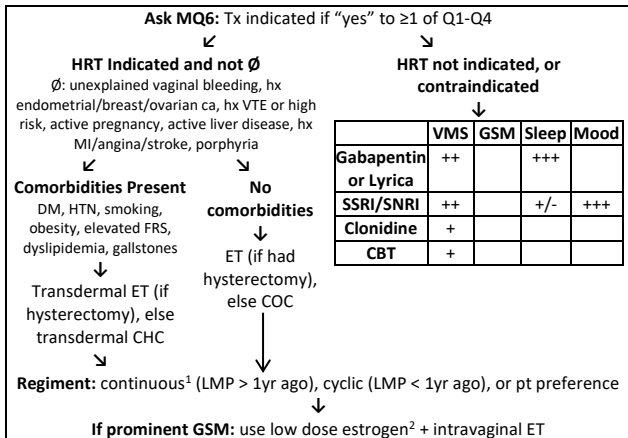 Ask MQ6: Tx indicated if “yes” to ≥1 of Q1-Q4
↙ ↘
HRT Indicated and not Ø
Ø: unexplained vaginal bleeding, hx
endometrial/breast/ovarian ca, hx VTE or high
risk, active pregnancy, active liver disease, hx
MI/angina/stroke, porphyria
↙ ↘
Comorbidities Present
DM, HTN, smoking,
obesity, elevated FRS,
dyslipidemia, gallstones
↓
Transdermal ET (if
hysterectomy), else
transdermal CHC
↘
No
comorbidities
↓
ET (if had
hysterectomy),
else COC
↓
HRT not indicated, or
contraindicated
↓
VMS GSM Sleep Mood
Gabapentin ++ +++
or Lyrica
SSRI/SNRI ++ +/- +++
Clonidine +
CBT +
Regiment: continuous¹ (LMP > 1yr ago), cyclic (LMP < 1yr ago), or pt preference
↓
If prominent GSM: use low dose estrogen² + intravaginal ET